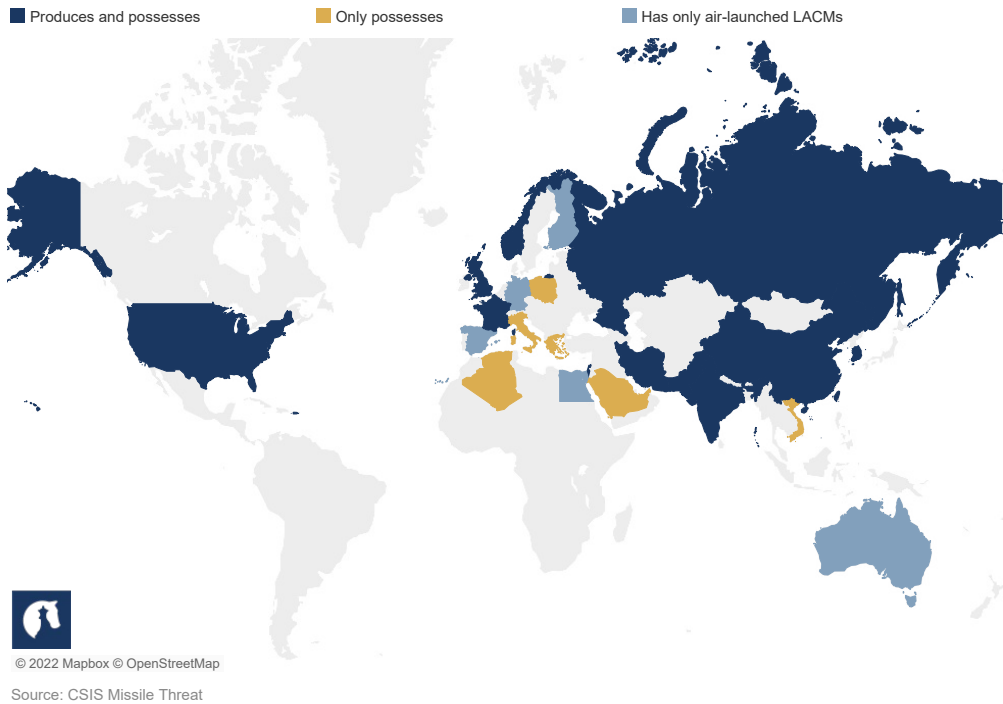 Produces and possesses
Only possesses
Has only air-launched LACMs
© 2022 Mapbox © OpenStreetMap
Source: CSIS Missile Threat